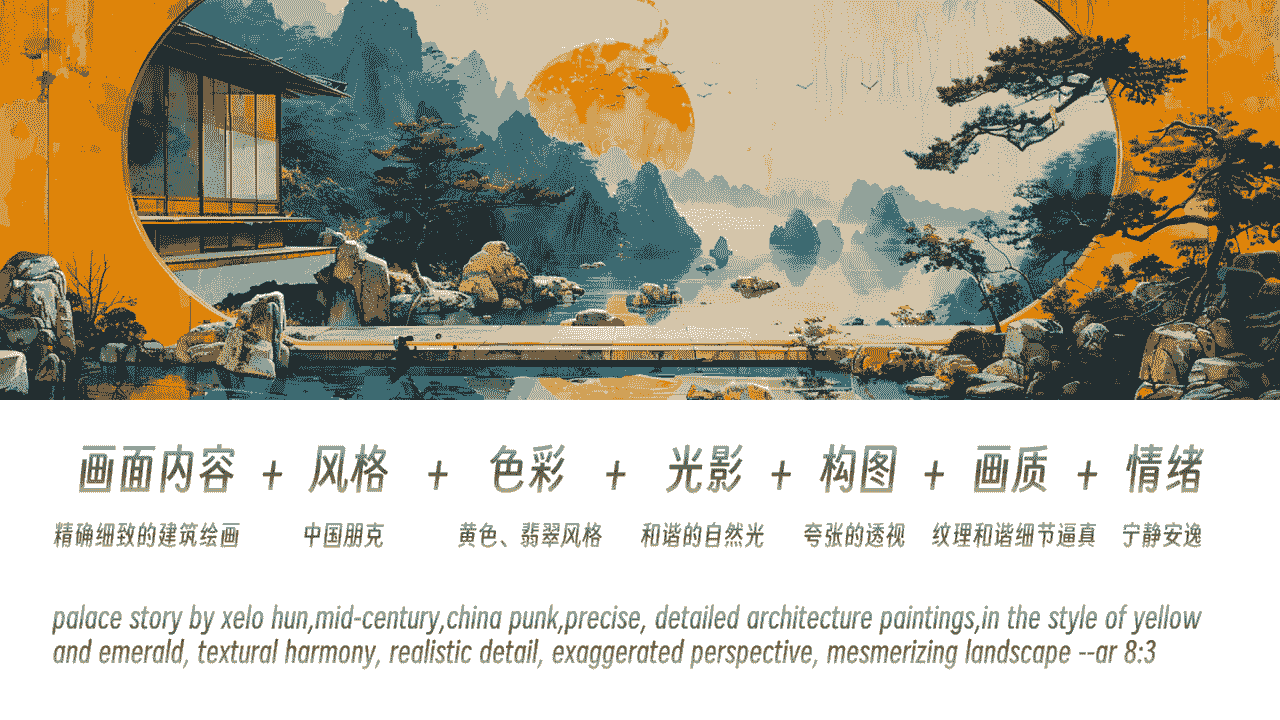 画面内容 + 风格 + 色彩 + 光影 + 构图 + 画质 + 情绪
精确细致的建筑绘画 中国朋克 黄色、翡翠风格 和谐的自然光 夸张的透视 纹理和谐细节逼真 宁静安逸
palace story by xelo hun,mid-century,china punk,precise, detailed architecture paintings,in the style of yellow
and emerald, textural harmony, realistic detail, exaggerated perspective, mesmerizing landscape --ar 8:3